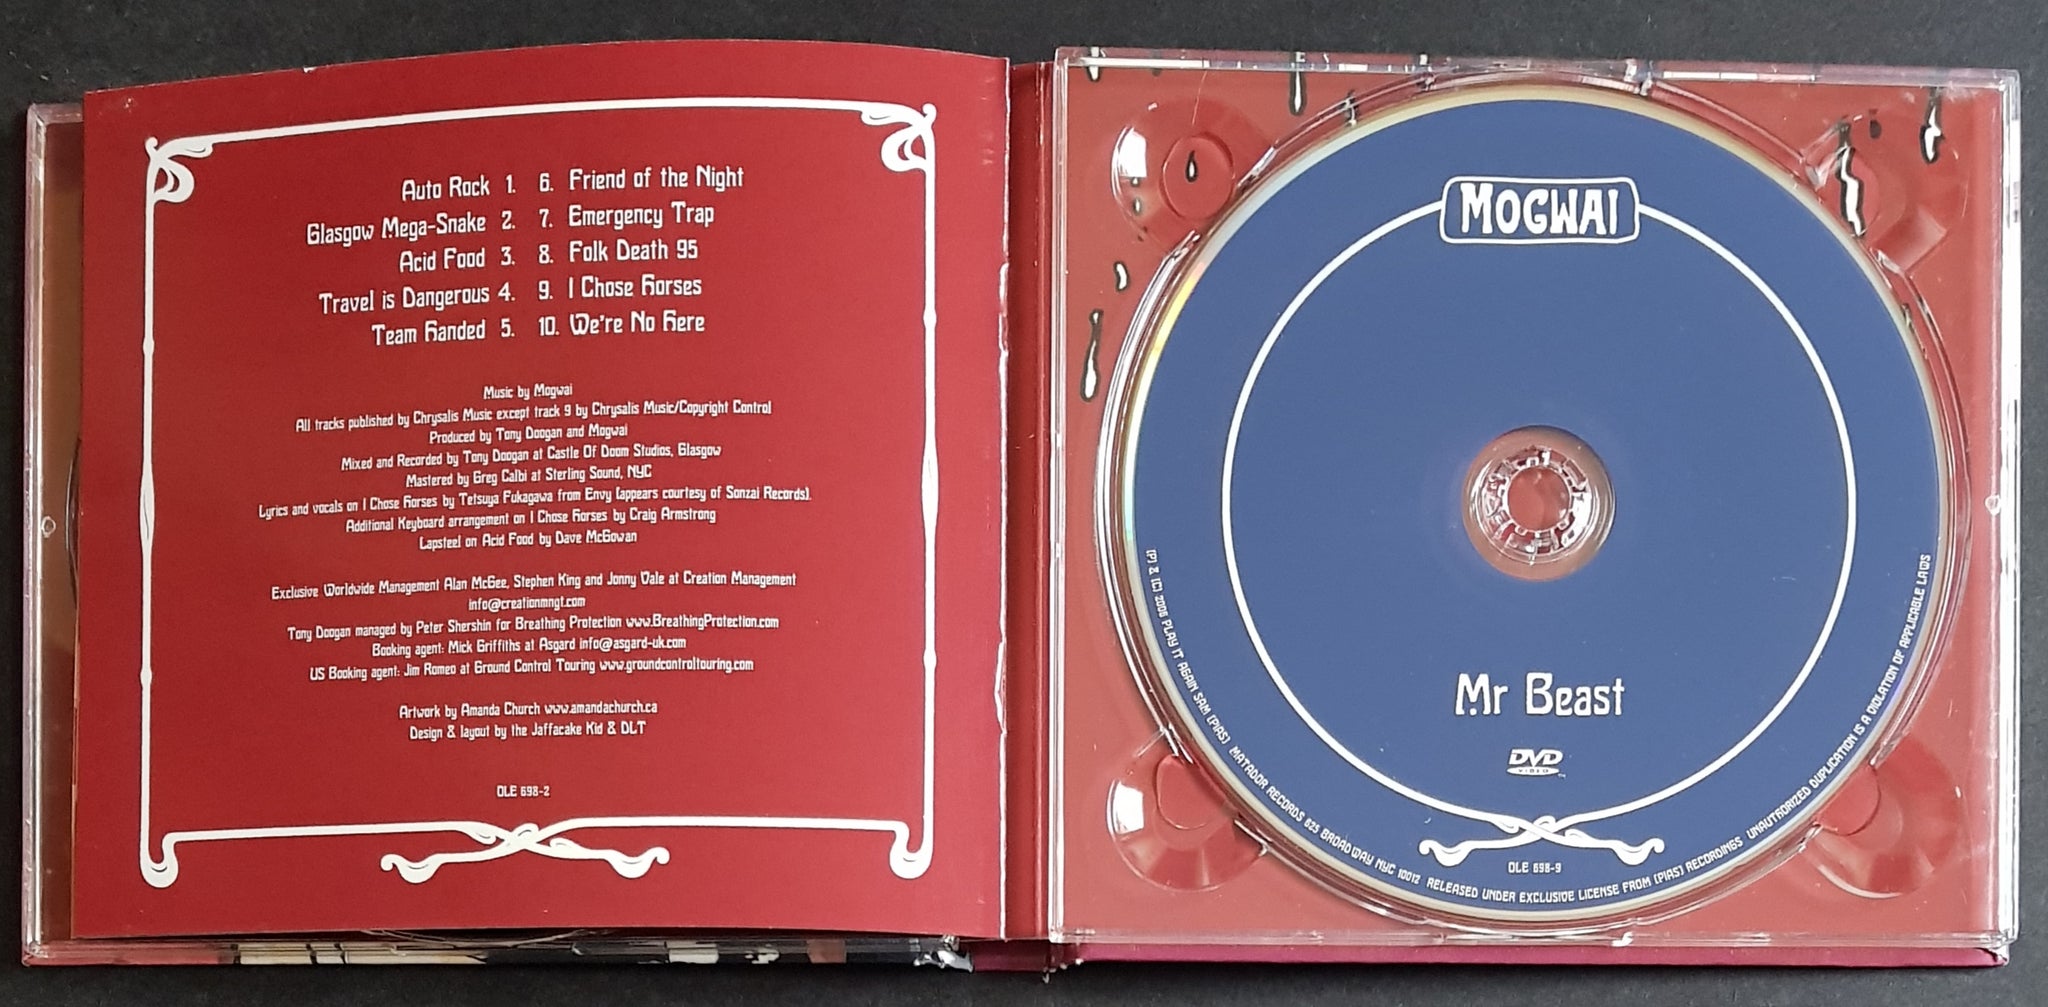 Auto Rock 1. 6. Friend of the Night
Glasgow Mega-Snake 2. 7. Emergency Trap
Acid Food 3. 8. Folk Death 95
Travel is Dangerous 4. 9. I Chose Horses
Team Handed 5. 10. We're No Here
Music by Mogwai
All tracks published by Chrysalis Music except track 9 by Chrysalis Music/Copyright Control
Produced by Tony Doogan and Mogwai
Mixed and Recorded by Tony Doogan at Castle Of Doom Studios, Glasgow
Mastered by Greg Calbi at Sterling Sound, NYC
Lyrics and vocals on I Chose Horses by Tetsuya Fukagawa from Envy (appears courtesy of Sonzai Records).
Additional Keyboard arrangement on I Chose Horses by Craig Armstrong
Lapsteel on Acid Food by Dave McGowan
Exclusive Worldwide Management Alan McGee, Stephen King and Jonny Vale at Creation Management
info@creationmngt.com
Tony Doogan managed by Peter Shershin for Breathing Protection www.BreathingProtection.com
Booking agent: Mick Griffiths at Asgard info@asgard-uk.com
US Booking agent: Jim Romeo at Ground Control Touring www.groundcontroltouring.com
Artwork by Amanda Church www.amandachurch.ca
Design & layout by the Jaffacake Kid & DLT
OLE 698-2
MOGWAI
Mr Beast
DVD
VIDEO
TM
OLE 698-9
(P) & (C) 2006 PLAY IT AGAIN SAM [PIAS] MATADOR RECORDS 625 BROADWAY NYC 10012 RELEASED UNDER EXCLUSIVE LICENSE FROM [PIAS] RECORDINGS UNAUTHORIZED DUPLICATION IS A VIOLATION OF APPLICABLE LAWS